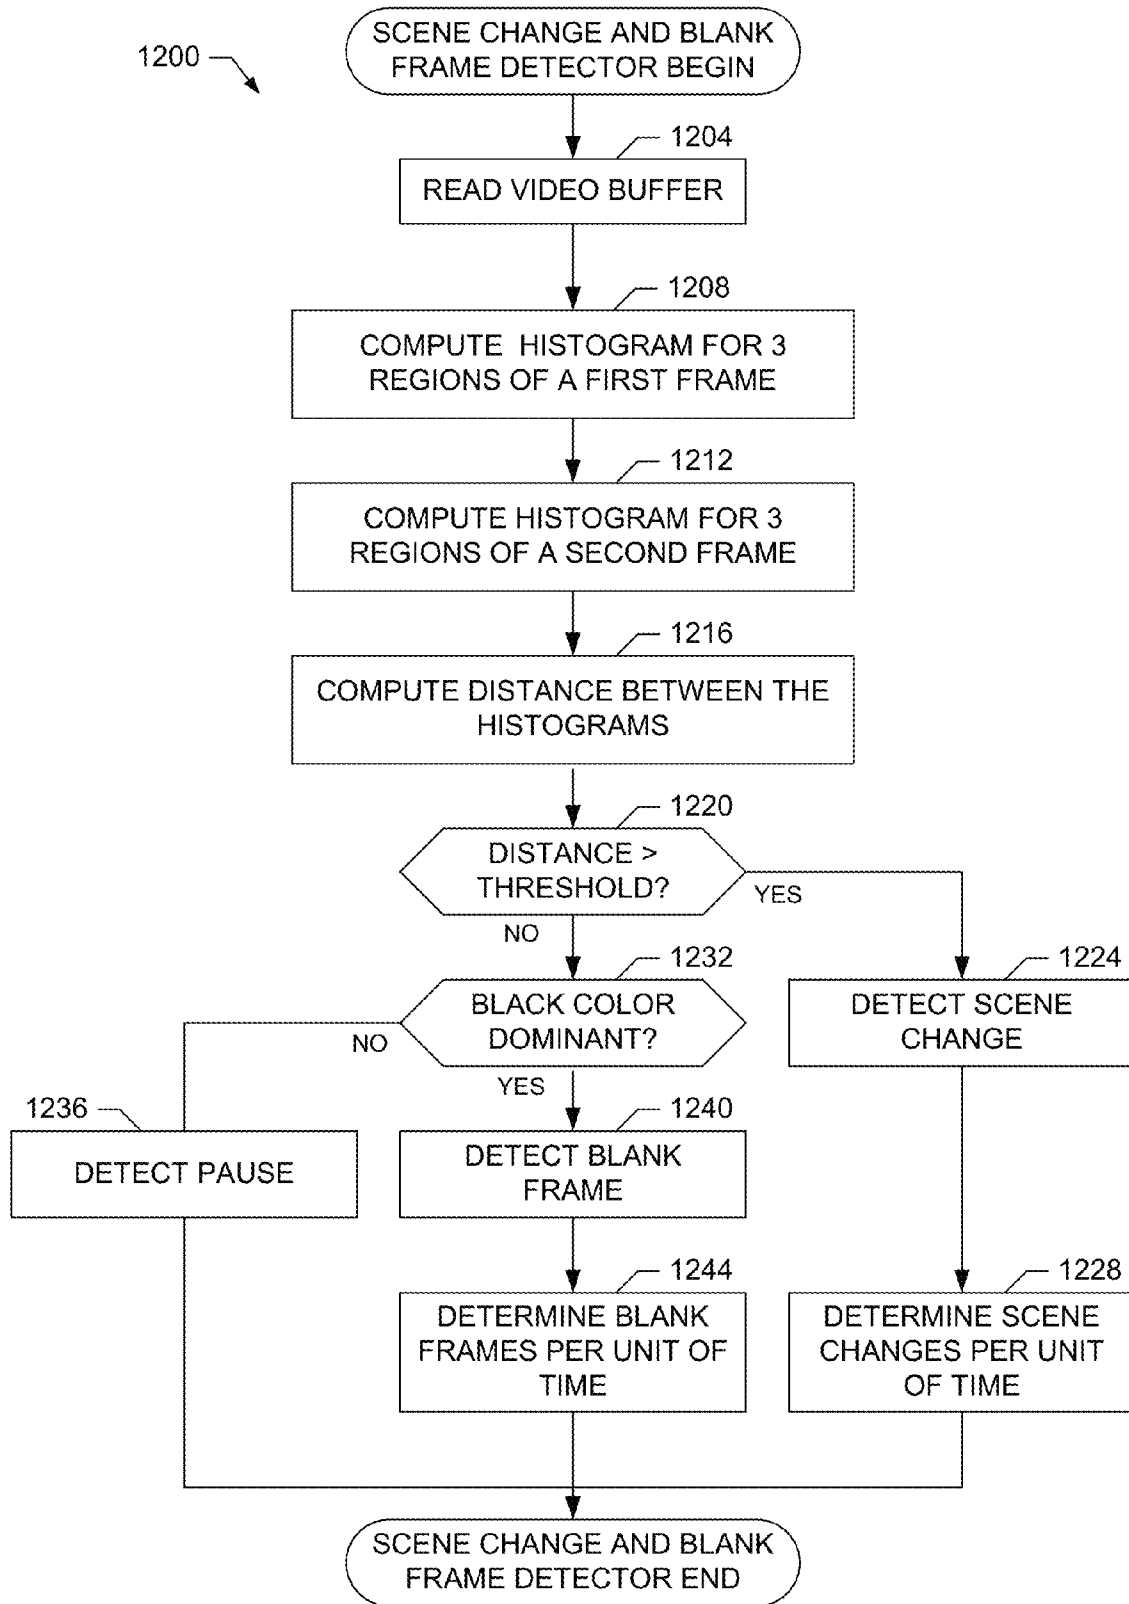 SCENE CHANGE AND BLANK
FRAME DETECTOR BEGIN
1200
1204
READ VIDEO BUFFER
1208
COMPUTE HISTOGRAM FOR 3
REGIONS OF A FIRST FRAME
1212
COMPUTE HISTOGRAM FOR 3
REGIONS OF A SECOND FRAME
1216
COMPUTE DISTANCE BETWEEN THE
HISTOGRAMS
1220
DISTANCE >
THRESHOLD?
YES
NO
1232
BLACK COLOR
DOMINANT?
NO
YES
1224
DETECT SCENE
CHANGE
1236
DETECT PAUSE
1240
DETECT BLANK
FRAME
1244
DETERMINE BLANK
FRAMES PER UNIT OF
TIME
1228
DETERMINE SCENE
CHANGES PER UNIT
OF TIME
SCENE CHANGE AND BLANK
FRAME DETECTOR END